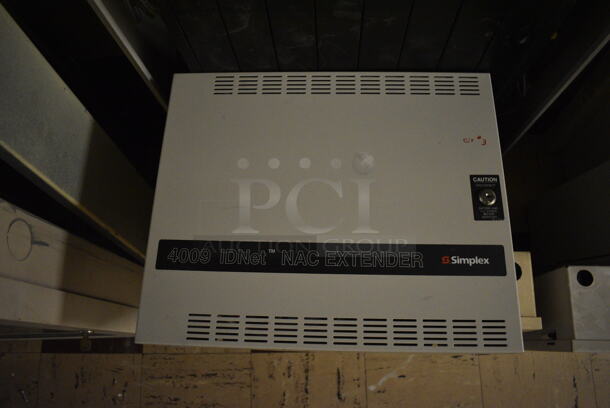 CAUTION
PCI
AUCTION GROUP
4009 IDNet™ NAC EXTENDER
Simplex